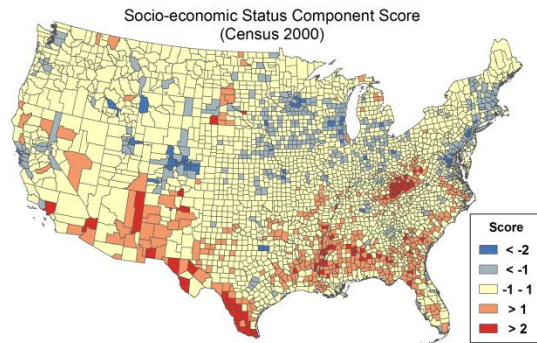 Socio-economic Status Component Score
(Census 2000)
Score
< -2
< -1
-1 - 1
> 1
> 2